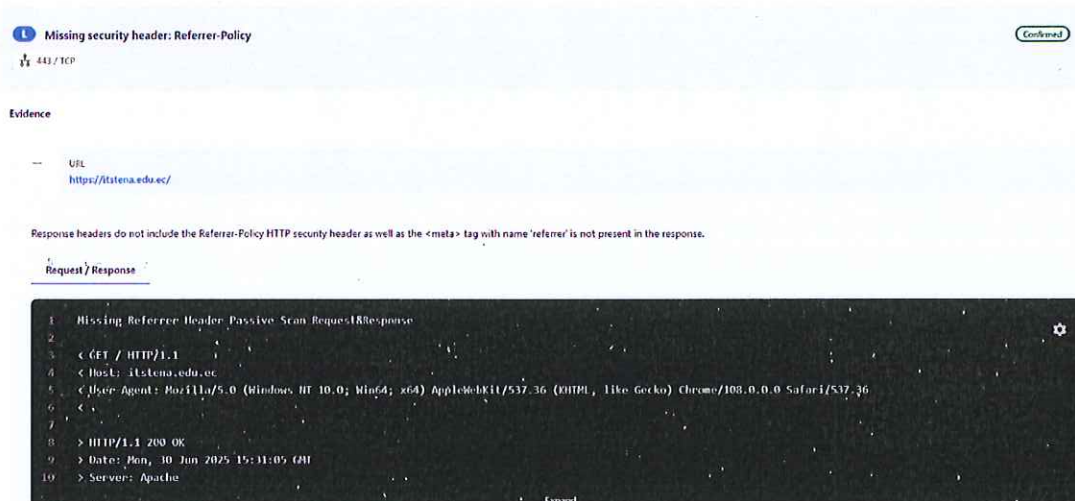 L Missing security header: Referrer-Policy
Confirmed
443 / TCP
Evidence
URL
https://itstena.edu.ec/
Response headers do not include the Referrer-Policy HTTP security header as well as the <meta> tag with name 'referrer' is not present in the response.
Request / Response
1 Missing Referrer Header Passive Scan Request&Response
2
3 < GET / HTTP/1.1
4 < Host: itstena.edu.ec
5 < User-Agent: Mozilla/5.0 (Windows NT 10.0; Win64; x64) AppleWebKit/537.36 (KHTML, like Gecko) Chrome/108.0.0.0 Safari/537.36
6 <
7
8 > HTTP/1.1 200 OK
9 > Date: Mon, 30 Jun 2025 15:31:05 GMT
10 > Server: Apache
Expand